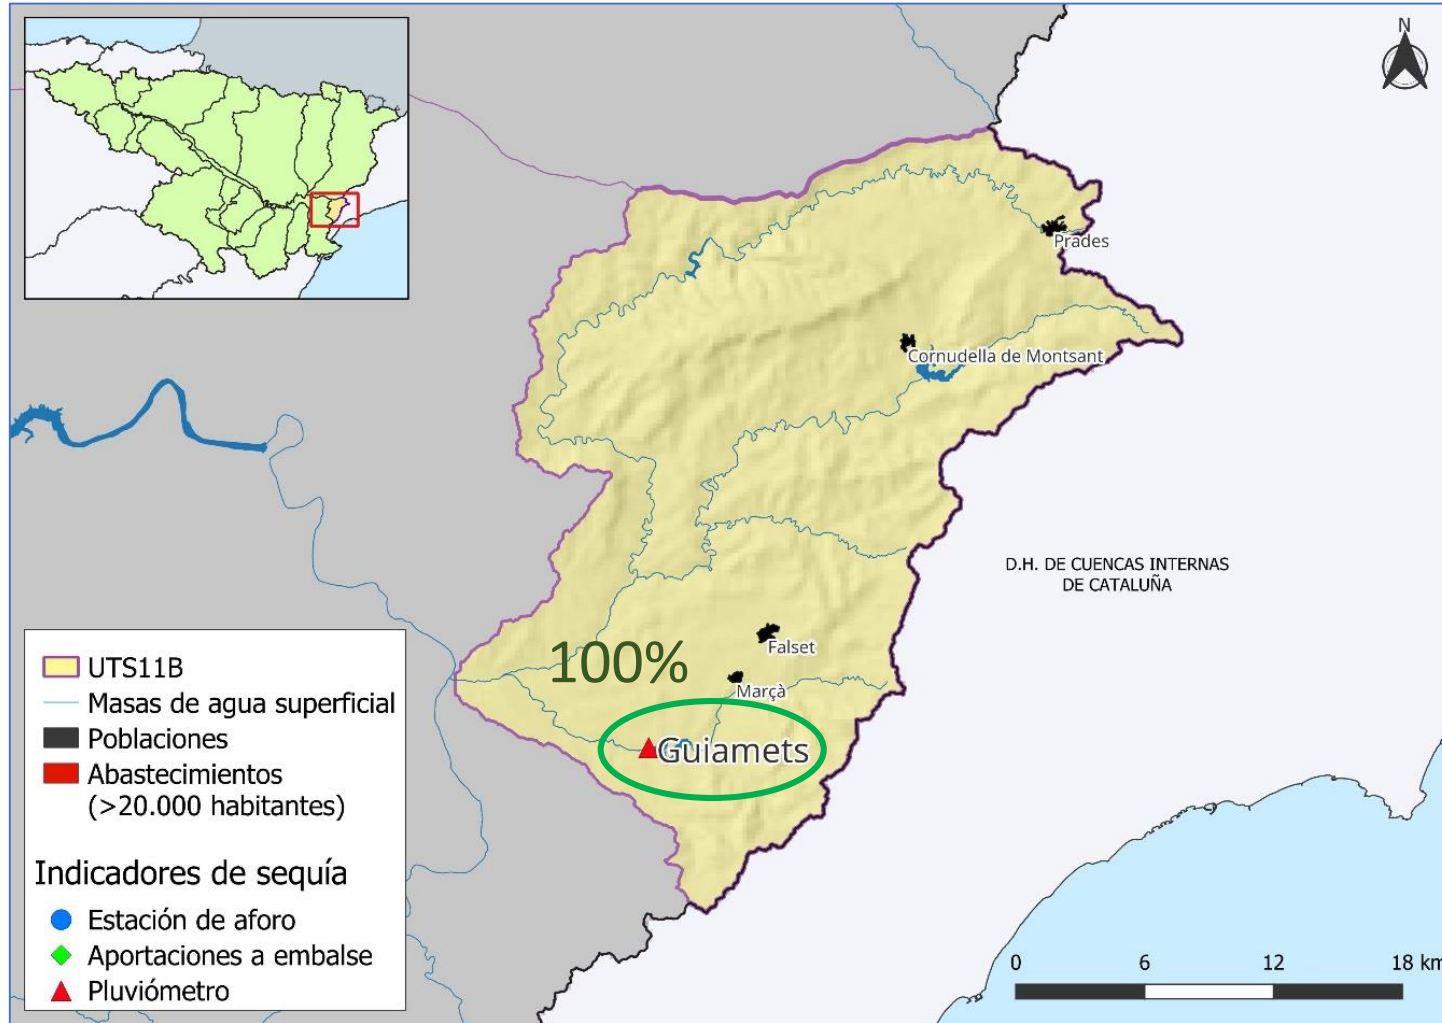 N
Prades
Cornudella de Montsant
D.H. DE CUENCAS INTERNAS
DE CATALUÑA
Falset
100%
Marçà
Guiamets
UTS11B
Masas de agua superficial
Poblaciones
Abastecimientos
(>20.000 habitantes)
Indicadores de sequía
Estación de aforo
Aportaciones a embalse
Pluviómetro
0 6 12 18 km